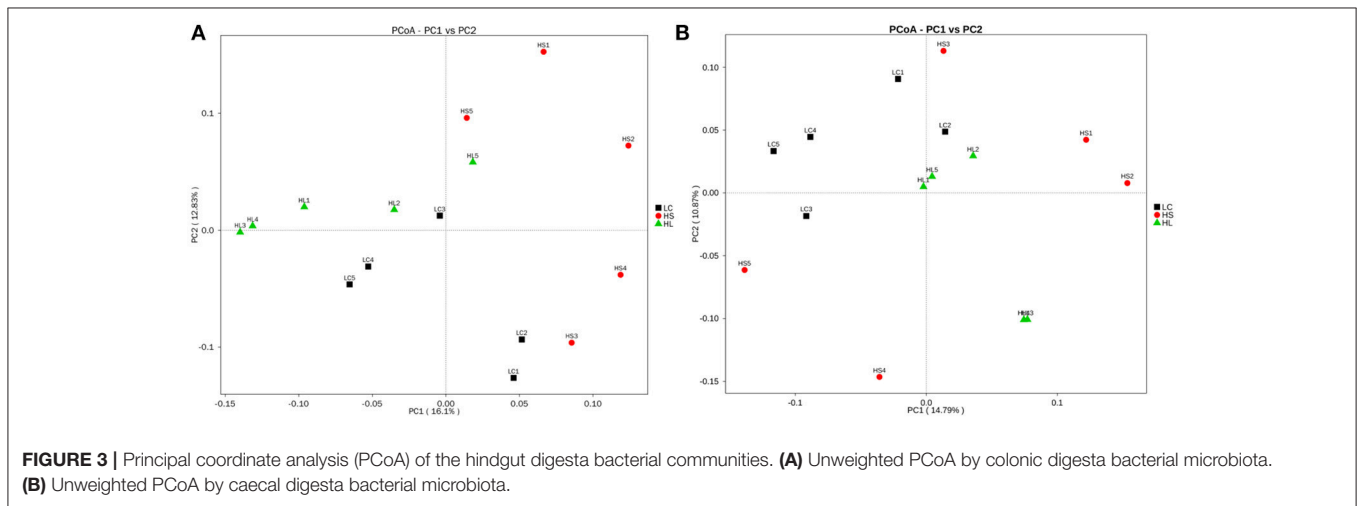 A
PCoA - PC1 vs PC2
HS1
HS5
HS2
HL5
HL1
HL2
LC3
HL4
HL3
LC4
LC5
HS4
LC2
HS3
LC1
0.1
0.0
-0.1
PC2 ( 12.83%)
-0.15
-0.10
-0.05
0.00
0.05
0.10
PC1 ( 16.1%)
LC
HS
HL
B
PCoA - PC1 vs PC2
HS3
LC1
LC2
LC4
HS1
LC5
HL2
HL5
HL1
HS2
LC3
HS5
HS4
0.10
0.05
0.00
-0.05
-0.10
-0.15
PC2 ( 10.87%)
-0.1
0.0
0.1
PC1 ( 14.79%)
LC
HS
HL
FIGURE 3 | Principal coordinate analysis (PCoA) of the hindgut digesta bacterial communities. (A) Unweighted PCoA by colonic digesta bacterial microbiota.
(B) Unweighted PCoA by caecal digesta bacterial microbiota.